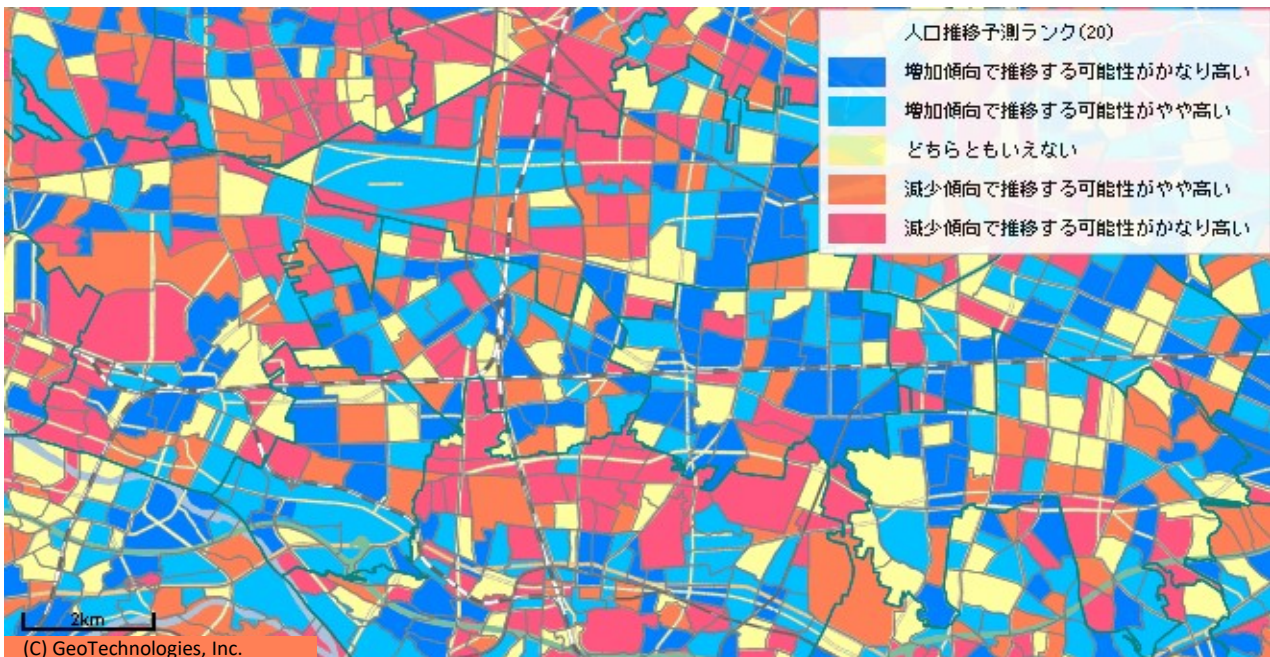 人口推移予測ランク(20)
増加傾向で推移する可能性がかなり高い
増加傾向で推移する可能性がやや高い
どちらともいえない
減少傾向で推移する可能性がやや高い
減少傾向で推移する可能性がかなり高い
2km
(C) GeoTechnologies, Inc.